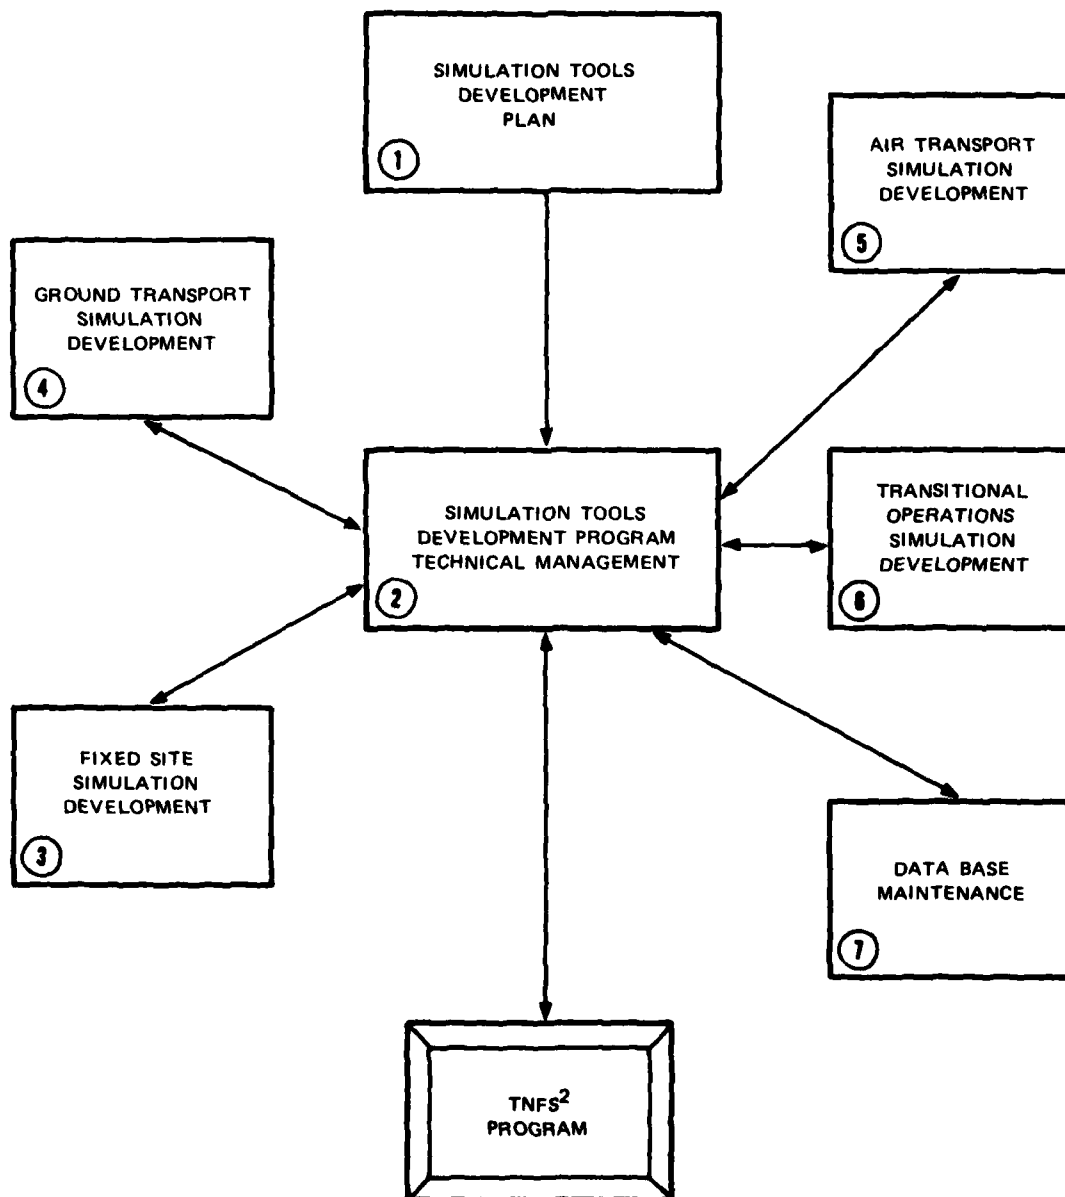 SIMULATION TOOLS
DEVELOPMENT
PLAN
1
AIR TRANSPORT
SIMULATION
DEVELOPMENT
5
GROUND TRANSPORT
SIMULATION
DEVELOPMENT
4
SIMULATION TOOLS
DEVELOPMENT PROGRAM
TECHNICAL MANAGEMENT
2
TRANSITIONAL
OPERATIONS
SIMULATION
DEVELOPMENT
6
FIXED SITE
SIMULATION
DEVELOPMENT
3
DATA BASE
MAINTENANCE
7
TNFS²
PROGRAM